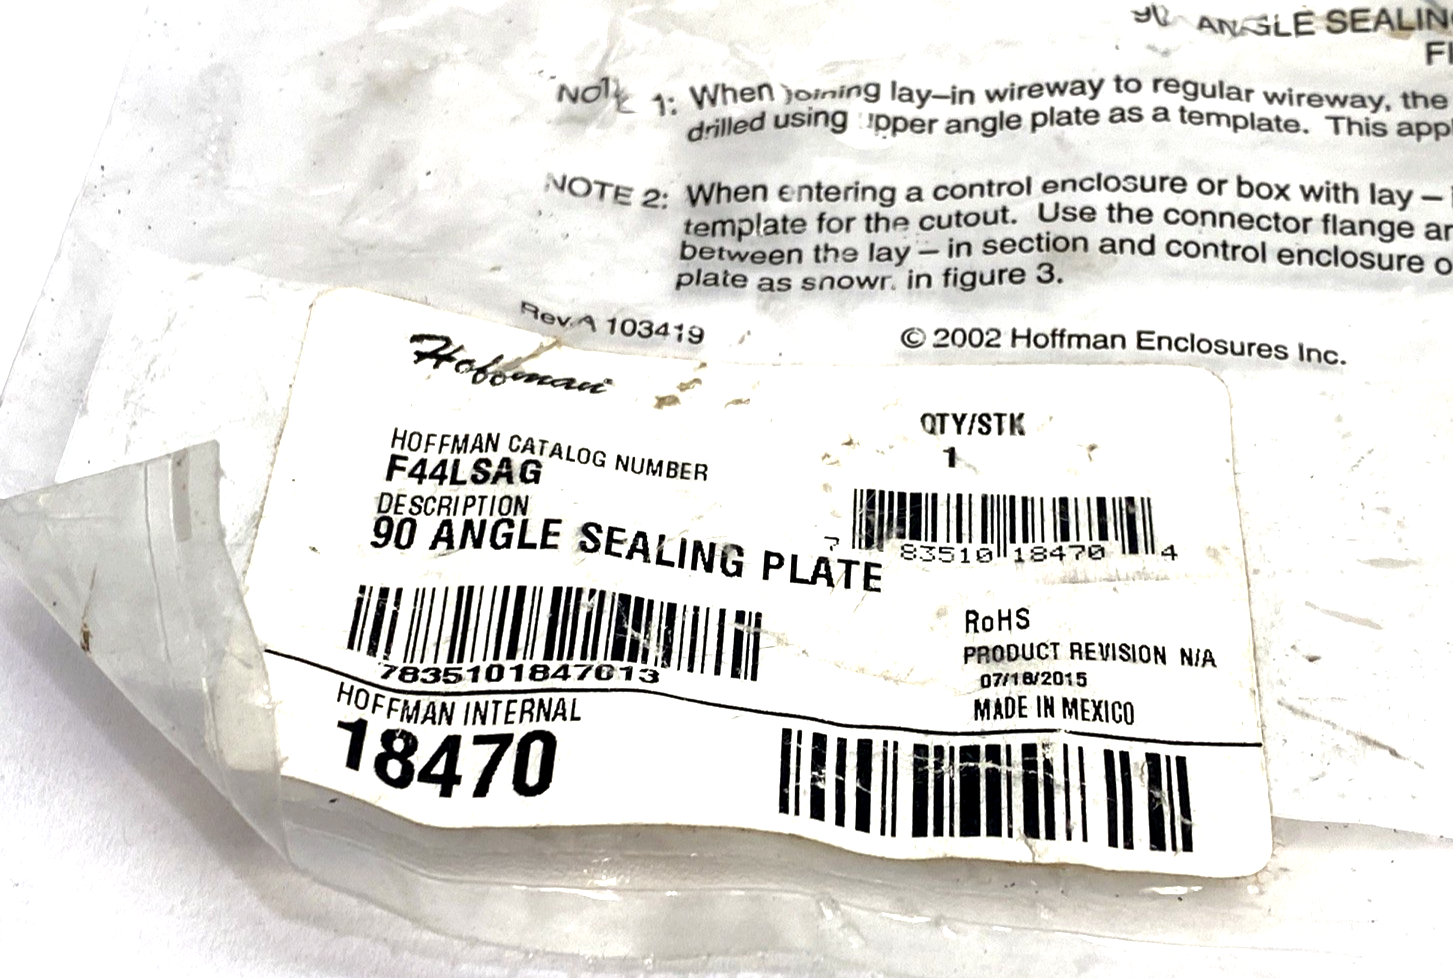 ANGLE SEALIN
NOTE 1: When joining lay-in wireway to regular wireway, the
drilled using upper angle plate as a template. This appl
NOTE 2: When entering a control enclosure or box with lay –
template for the cutout. Use the connector flange an
between the lay – in section and control enclosure o
plate as shown in figure 3.
Rev. A 103419
© 2002 Hoffman Enclosures Inc.
Hoffman
QTY/STK
1
HOFFMAN CATALOG NUMBER
F44LSAG
DESCRIPTION
90 ANGLE SEALING PLATE
7 83510 18470 4
7835101847013
RoHS
PRODUCT REVISION N/A
07/18/2015
MADE IN MEXICO
HOFFMAN INTERNAL
18470